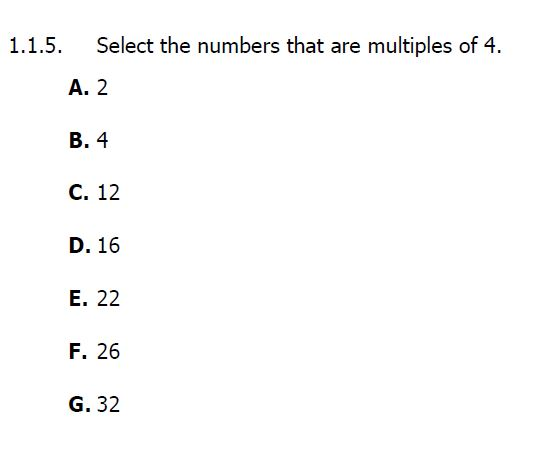 1.1.5. Select the numbers that are multiples of 4.
A. 2
B. 4
C. 12
D. 16
E. 22
F. 26
G. 32